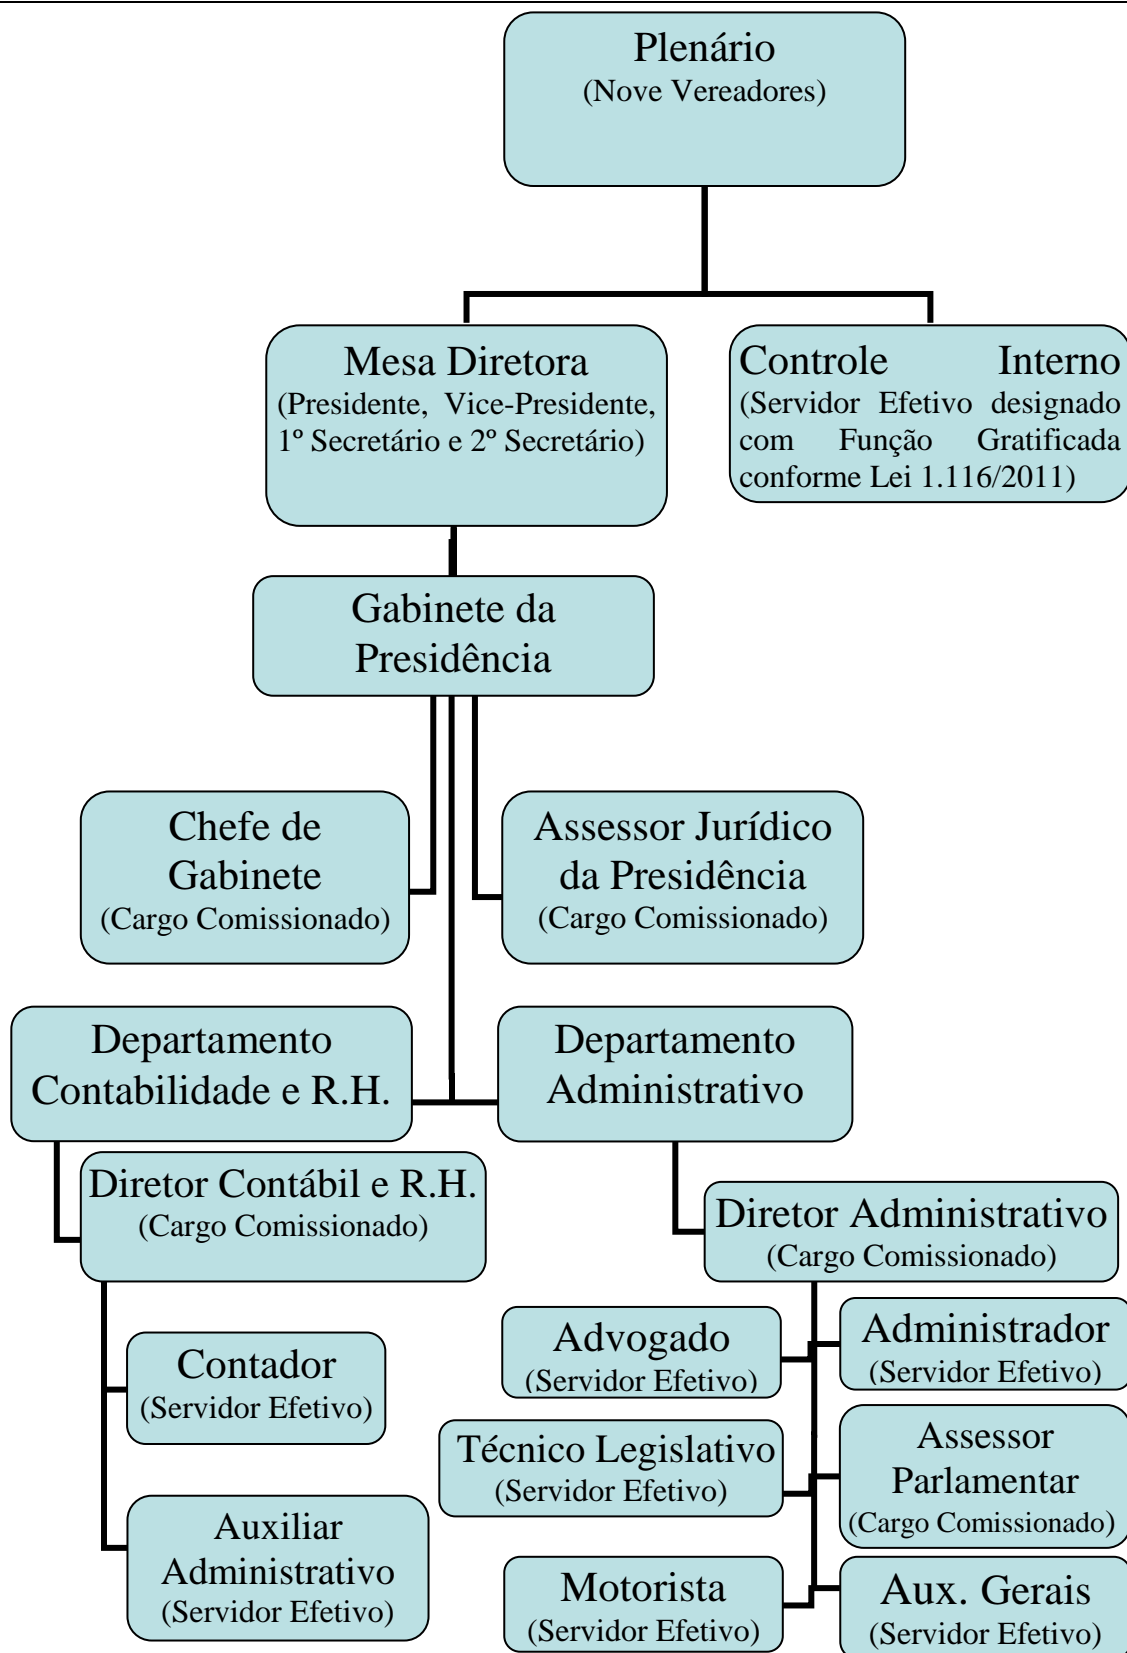 Plenário
(Nove Vereadores)
Mesa Diretora
(Presidente, Vice-Presidente,
1º Secretário e 2º Secretário)
Controle Interno
(Servidor Efetivo designado
com Função Gratificada
conforme Lei 1.116/2011)
Gabinete da
Presidência
Chefe de
Gabinete
(Cargo Comissionado)
Assessor Jurídico
da Presidência
(Cargo Comissionado)
Departamento
Contabilidade e R.H.
Departamento
Administrativo
Diretor Contábil e R.H.
(Cargo Comissionado)
Diretor Administrativo
(Cargo Comissionado)
Contador
(Servidor Efetivo)
Auxiliar
Administrativo
(Servidor Efetivo)
Advogado
(Servidor Efetivo)
Administrador
(Servidor Efetivo)
Técnico Legislativo
(Servidor Efetivo)
Assessor
Parlamentar
(Cargo Comissionado)
Motorista
(Servidor Efetivo)
Aux. Gerais
(Servidor Efetivo)